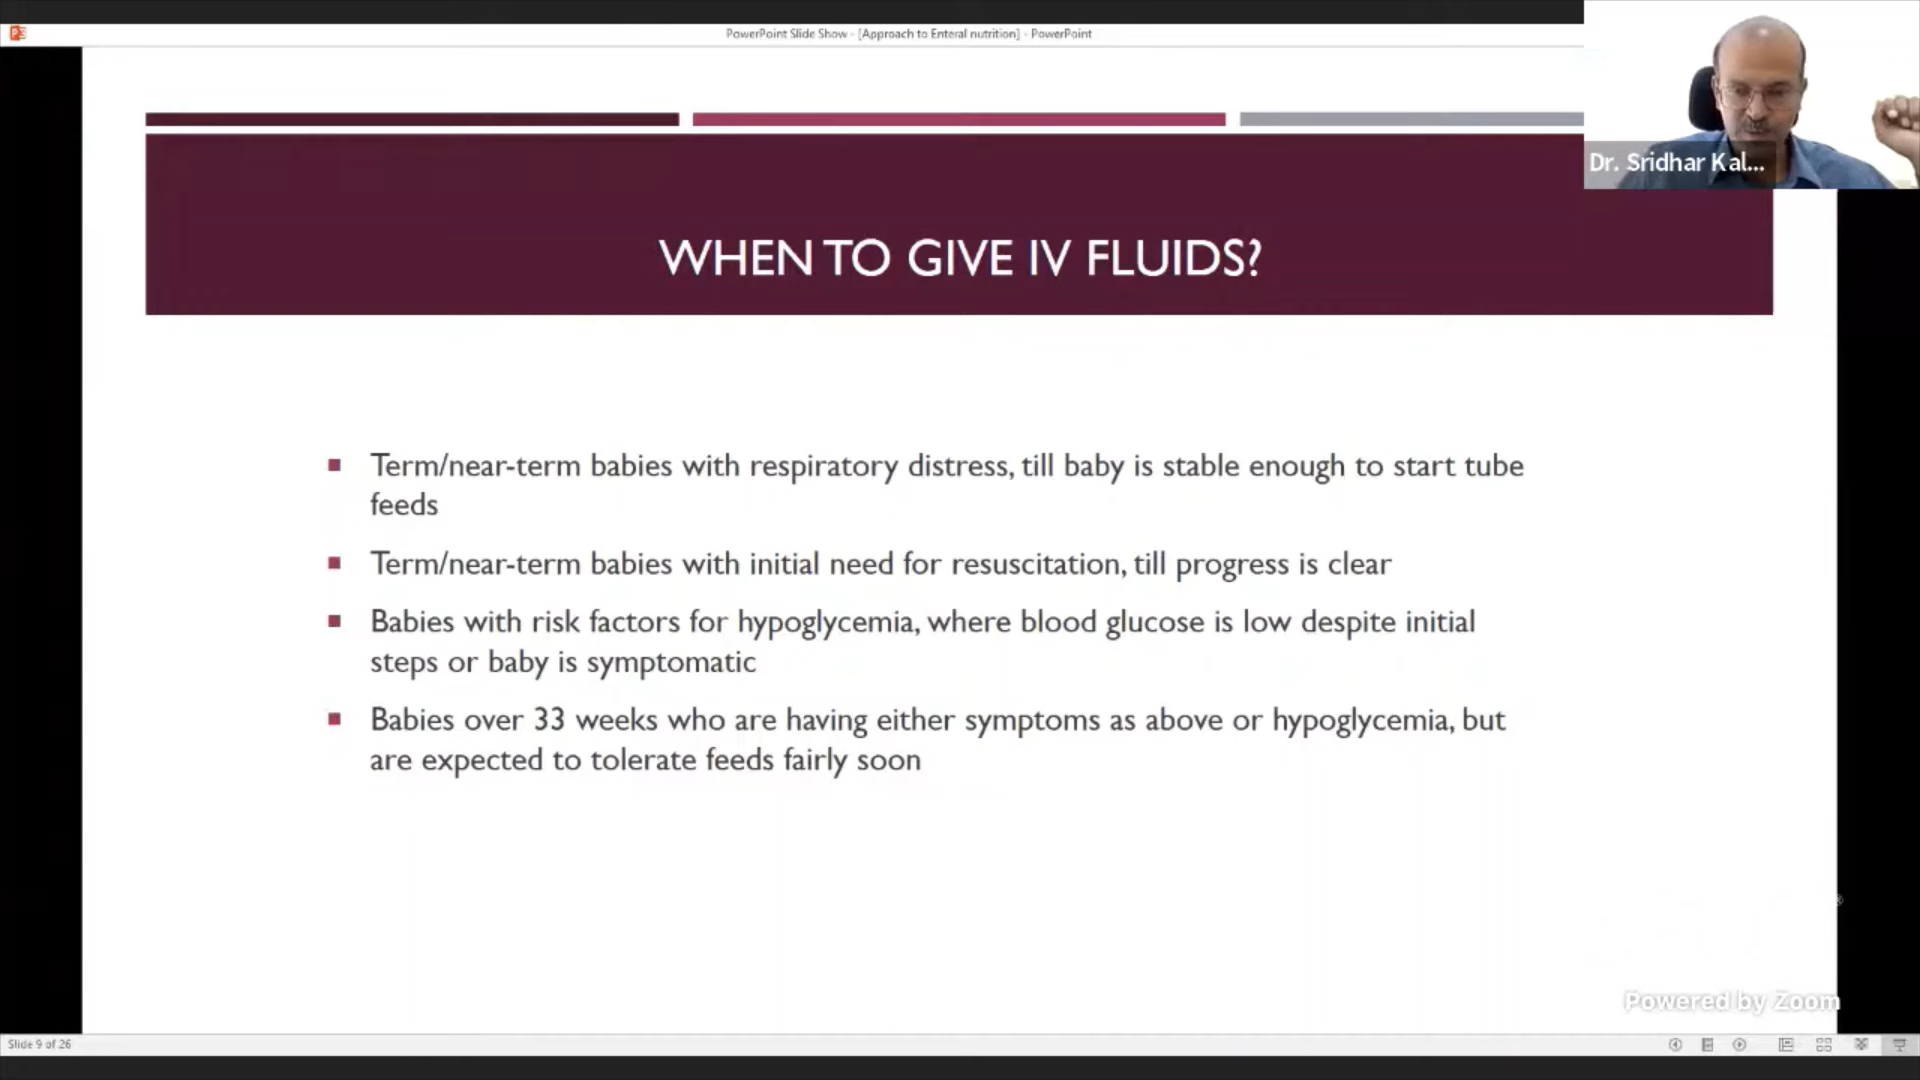 PowerPoint Slide Show - [Approach to Enteral nutrition] - PowerPoint
Dr. Sridhar Kal...
WHEN TO GIVE IV FLUIDS?
Term/near-term babies with respiratory distress, till baby is stable enough to start tube
feeds
Term/near-term babies with initial need for resuscitation, till progress is clear
Babies with risk factors for hypoglycemia, where blood glucose is low despite initial
steps or baby is symptomatic
Babies over 33 weeks who are having either symptoms as above or hypoglycemia, but
are expected to tolerate feeds fairly soon
Powered by Zoom
Slide 9 of 26